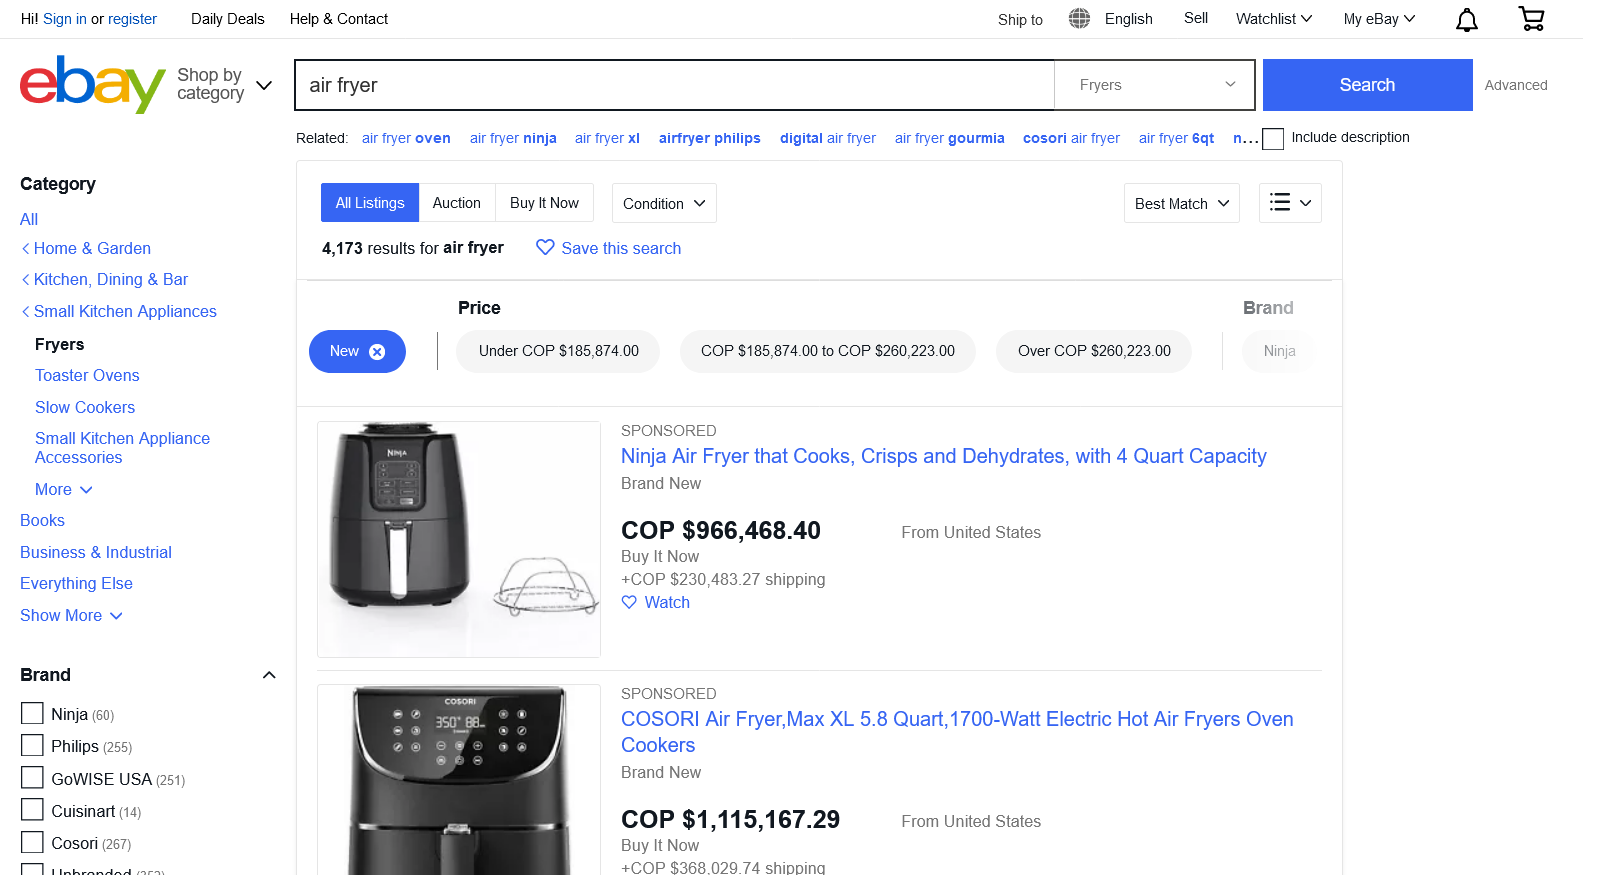 Hi! Sign in or register
Daily Deals
Help & Contact
Ship to
English
Sell
Watchlist
My eBay
ebay
Shop by category
air fryer
Fryers
Search
Advanced
Related: air fryer oven air fryer ninja air fryer xl airfryer philips digital air fryer air fryer gourmia cosori air fryer air fryer 6qt n...
Include description
Category
All
Home & Garden
Kitchen, Dining & Bar
Small Kitchen Appliances
Fryers
Toaster Ovens
Slow Cookers
Small Kitchen Appliance
Accessories
More
Books
Business & Industrial
Everything Else
Show More
Brand
Ninja (60)
Philips (255)
GoWISE USA (251)
Cuisinart (14)
Cosori (267)
Unbranded (352)
All Listings
Auction
Buy It Now
Condition
Best Match
4,173 results for air fryer
Save this search
Price
Brand
New
Under COP $185,874.00
COP $185,874.00 to COP $260,223.00
Over COP $260,223.00
Ninja
NINJA
SPONSORED
Ninja Air Fryer that Cooks, Crisps and Dehydrates, with 4 Quart Capacity
Brand New
COP $966,468.40
From United States
Buy It Now
+COP $230,483.27 shipping
Watch
COSORI
350° 88
SPONSORED
COSORI Air Fryer,Max XL 5.8 Quart,1700-Watt Electric Hot Air Fryers Oven
Cookers
Brand New
COP $1,115,167.29
From United States
Buy It Now
+COP $368,029.74 shipping